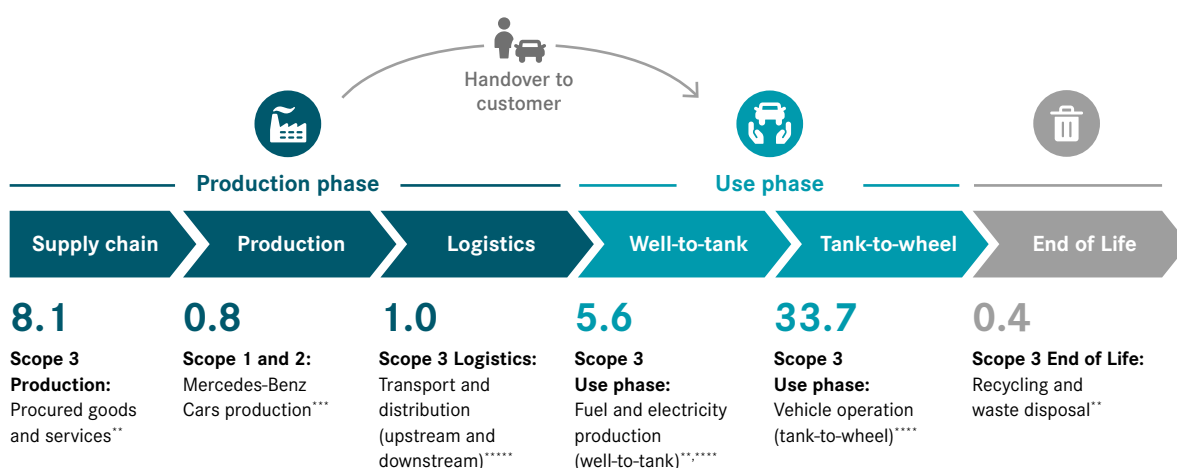 Handover to
customer
Production phase
Use phase
Supply chain
Production
Logistics
Well-to-tank
Tank-to-wheel
End of Life
8.1
Scope 3
Production:
Procured goods
and services**
0.8
Scope 1 and 2:
Mercedes-Benz
Cars production***
1.0
Scope 3 Logistics:
Transport and
distribution
(upstream and
downstream)*****
5.6
Scope 3
Use phase:
Fuel and electricity
production
(well-to-tank)**,****
33.7
Scope 3
Use phase:
Vehicle operation
(tank-to-wheel)****
0.4
Scope 3 End of Life:
Recycling and
waste disposal**